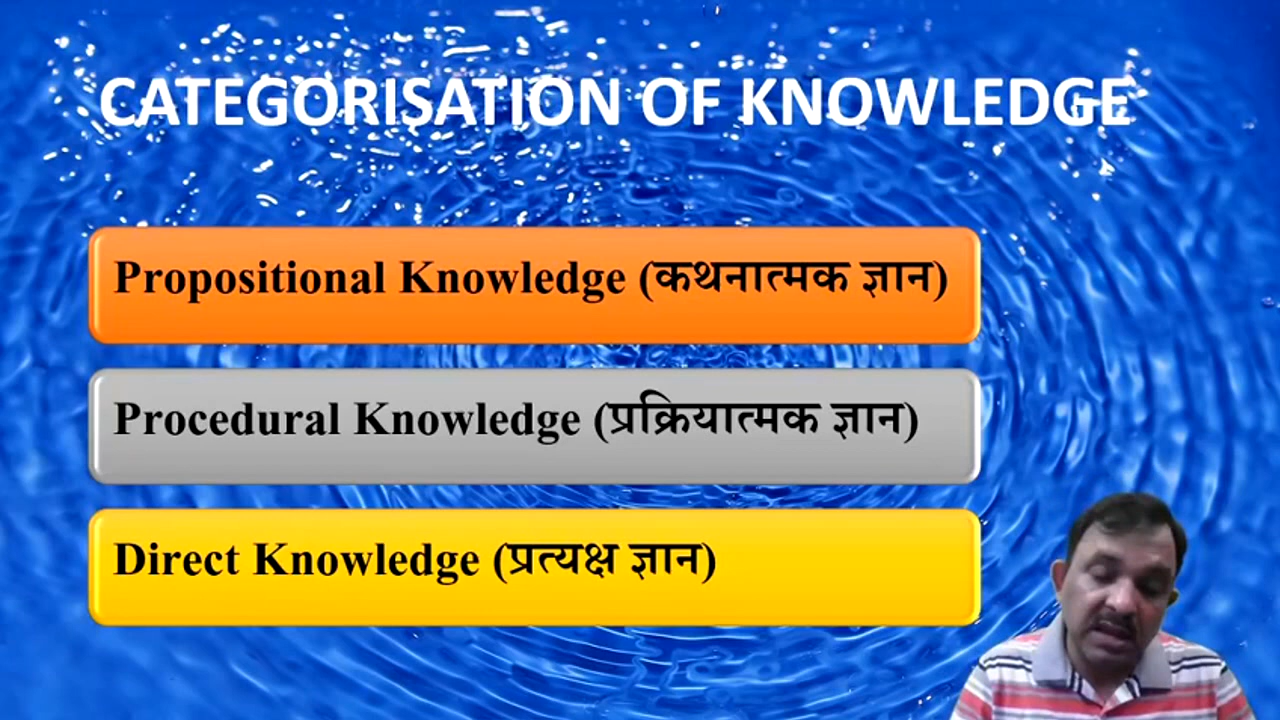 CATEGORISATION OF KNOWLEDGE
Propositional Knowledge (कथनात्मक ज्ञान)
Procedural Knowledge (प्रक्रियात्मक ज्ञान)
Direct Knowledge (प्रत्यक्ष ज्ञान)